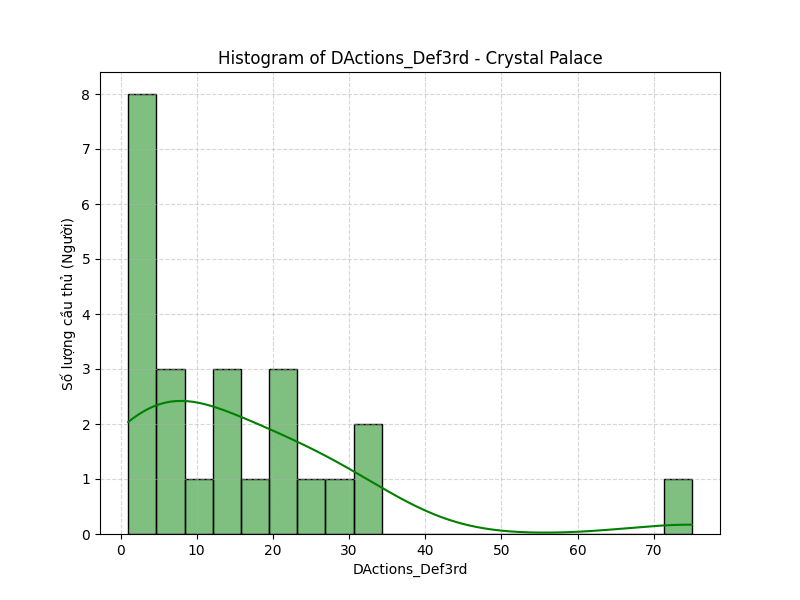 Histogram of DActions_Def3rd - Crystal Palace
Số lượng cầu thủ (Người)
8
7
6
5
4
3
2
1
0
0 10 20 30 40 50 60 70
DActions_Def3rd